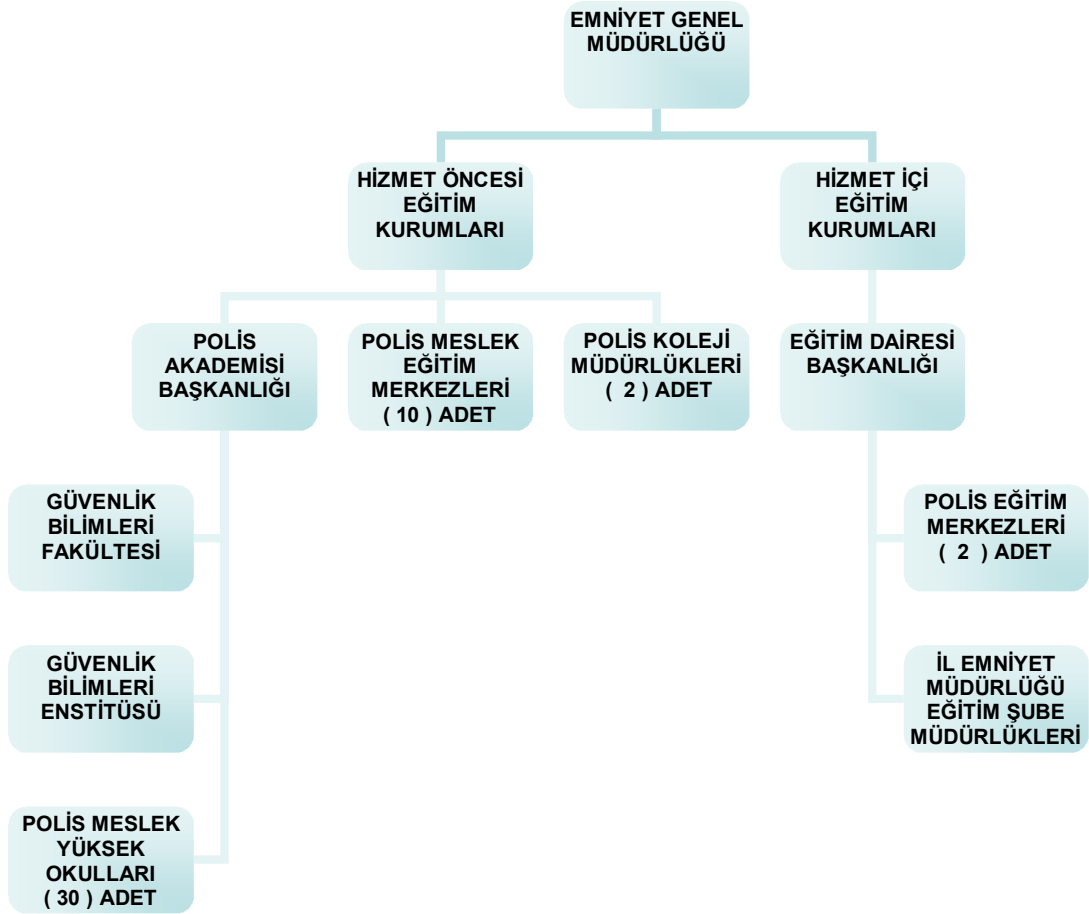 EMNİYET GENEL
MÜDÜRLÜĞÜ
HİZMET ÖNCESİ
EĞİTİM
KURUMLARI
HİZMET İÇİ
EĞİTİM
KURUMLARI
POLİS
AKADEMİSİ
BAŞKANLIĞI
POLİS MESLEK
EĞİTİM
MERKEZLERİ
( 10 ) ADET
POLİS KOLEJİ
MÜDÜRLÜKLERİ
( 2 ) ADET
EĞİTİM DAİRESİ
BAŞKANLIĞI
GÜVENLİK
BİLİMLERİ
FAKÜLTESİ
GÜVENLİK
BİLİMLERİ
ENSTİTÜSÜ
POLİS MESLEK
YÜKSEK
OKULLARI
( 30 ) ADET
POLİS EĞİTİM
MERKEZLERİ
( 2 ) ADET
İL EMNİYET
MÜDÜRLÜĞÜ
EĞİTİM ŞUBE
MÜDÜRLÜKLERİ